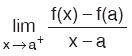 lim x→a⁺ f(x) – f(a) / x – a